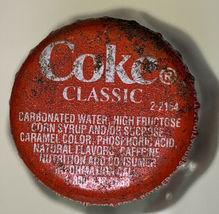 Coke®
CLASSIC
2-2154
CARBONATED WATER, HIGH FRUCTOSE
CORN SYRUP AND/OR SUCROSE,
CARAMEL COLOR, PHOSPHORIC ACID,
NATURAL FLAVORS, CAFFEINE
NUTRITION AND CONSUMER
INFORMATION CALL